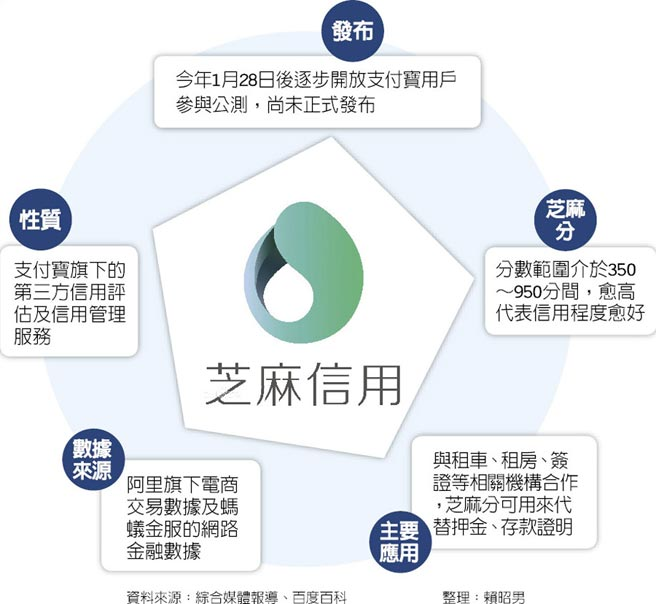 發布
今年1月28日後逐步開放支付寶用戶
參與公測，尚未正式發布
性質
支付寶旗下的
第三方信用評
估及信用管理
服務
芝麻
分
分數範圍介於350
～950分間，愈高
代表信用程度愈好
芝麻信用
數據
來源
阿里旗下電商
交易數據及螞
蟻金服的網路
金融數據
主要
應用
與租車、租房、簽
證等相關機構合作
，芝麻分可用來代
替押金、存款證明
資料來源：綜合媒體報導、百度百科
整理：賴昭男